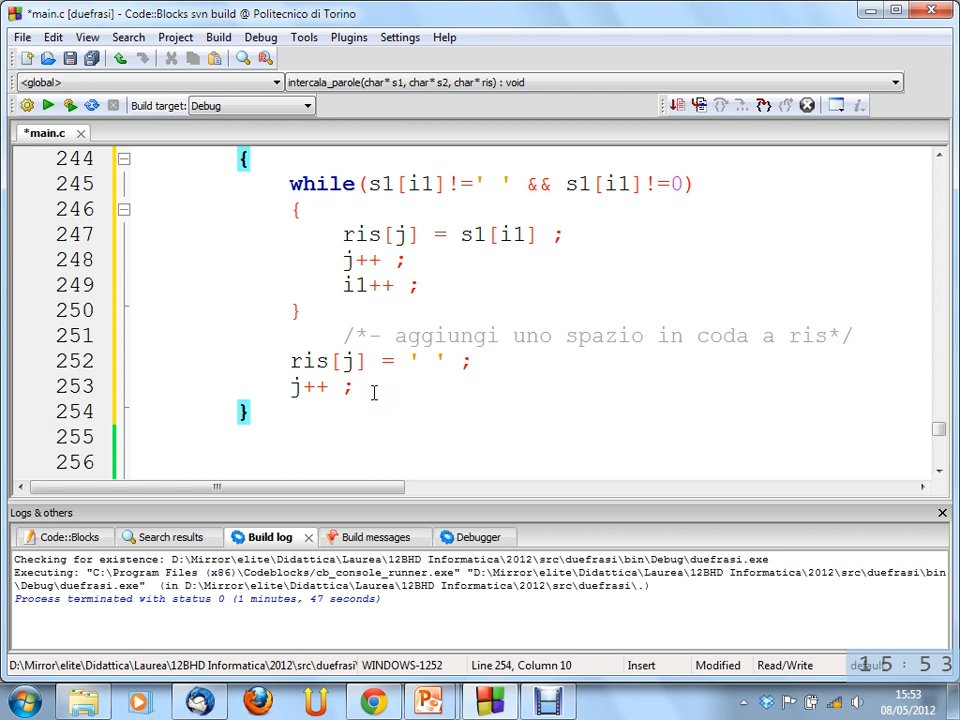 *main.c [duefrasi] - Code::Blocks svn build @ Politecnico di Torino
File Edit View Search Project Build Debug Tools Plugins Settings Help
<global> intercala_parole(char* s1, char* s2, char* ris) : void
Build target: Debug
*main.c
244 {
245 while(s1[i1]!=' ' && s1[i1]!=0)
246 {
247 ris[j] = s1[i1] ;
248 j++ ;
249 i1++ ;
250 }
251 /*- aggiungi uno spazio in coda a ris*/
252 ris[j] = ' ' ;
253 j++ ;
254 }
255
256
Logs & others
Code::Blocks Search results Build log Build messages Debugger
Checking for existence: D:\Mirror\elite\Didattica\Laurea\12BHD Informatica\2012\src\duefrasi\bin\Debug\duefrasi.exe
Executing: "C:\Program Files (x86)\Codeblocks/cb_console_runner.exe" "D:\Mirror\elite\Didattica\Laurea\12BHD Informatica\2012\src\duefrasi\bin
\Debug\duefrasi.exe" (in D:\Mirror\elite\Didattica\Laurea\12BHD Informatica\2012\src\duefrasi\.)
Process terminated with status 0 (1 minutes, 47 seconds)
D:\Mirror\elite\Didattica\Laurea\12BHD Informatica\2012\src\duefrasi\ WINDOWS-1252 Line 254, Column 10 Insert Modified Read/Write 15:53
15:53
08/05/2012